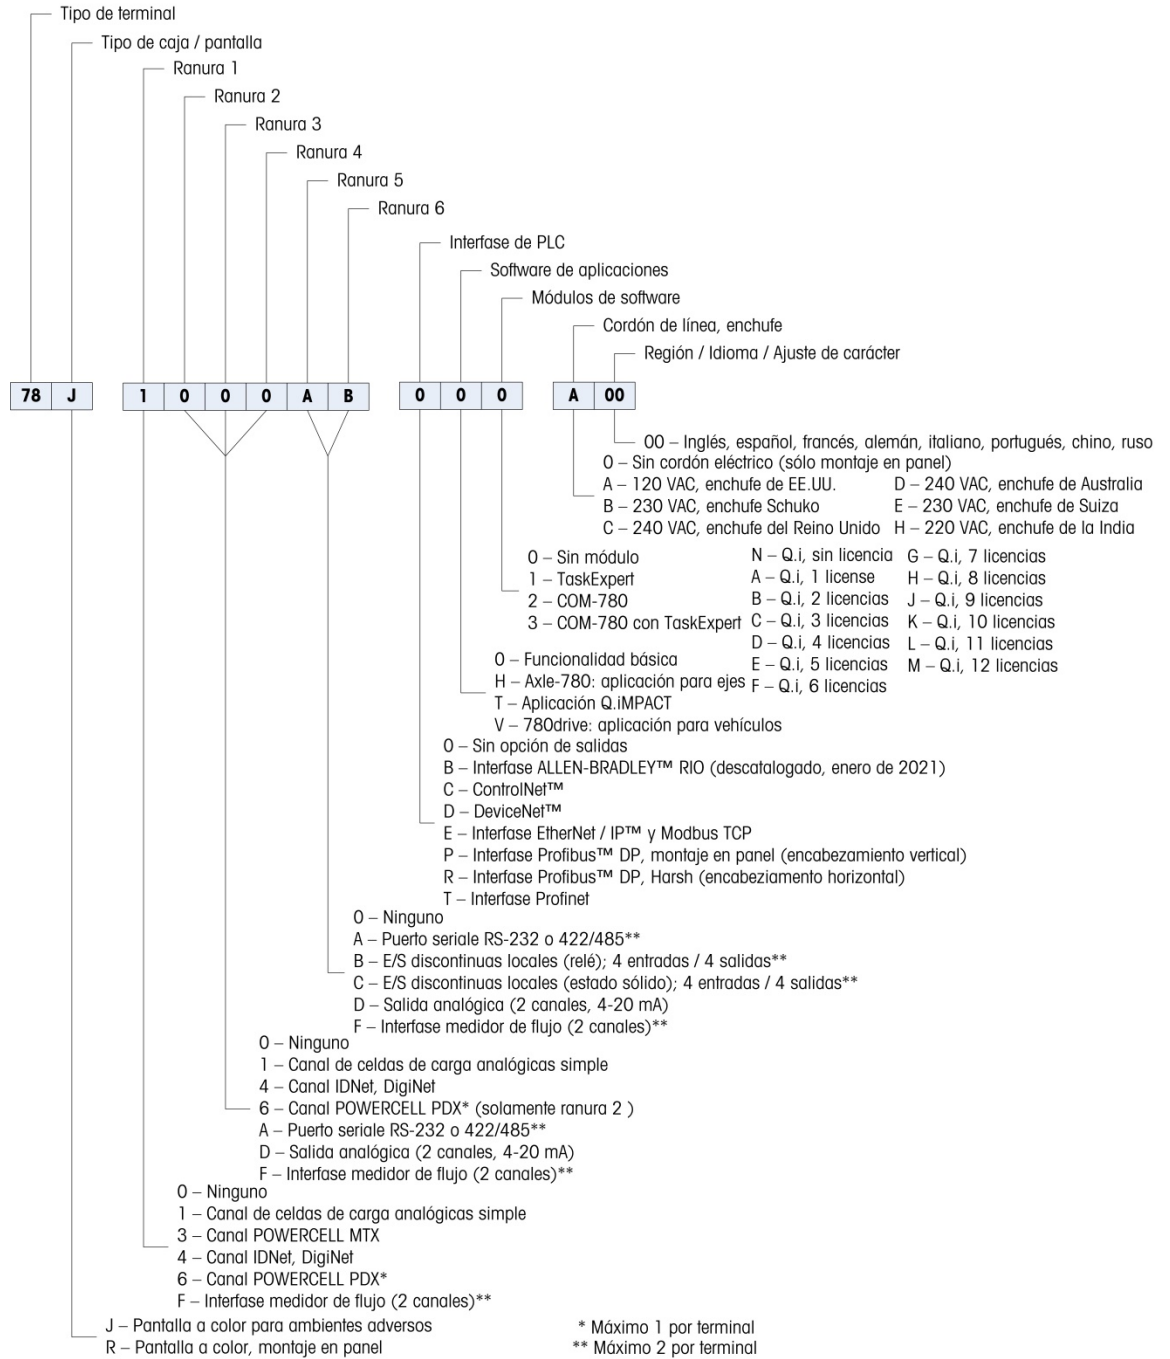 Tipo de terminal
Tipo de caja / pantalla
Ranura 1
Ranura 2
Ranura 3
Ranura 4
Ranura 5
Ranura 6
Interfase de PLC
Software de aplicaciones
Módulos de software
Cordón de línea, enchufe
Región / Idioma / Ajuste de carácter
78 J 1 0 0 0 A B 0 0 0 A 00
00 – Inglés, español, francés, alemán, italiano, portugués, chino, ruso
0 – Sin cordón eléctrico (sólo montaje en panel)
A – 120 VAC, enchufe de EE.UU. D – 240 VAC, enchufe de Australia
B – 230 VAC, enchufe Schuko E – 230 VAC, enchufe de Suiza
C – 240 VAC, enchufe del Reino Unido H – 220 VAC, enchufe de la India
0 – Sin módulo N – Q.i, sin licencia G – Q.i, 7 licencias
1 – TaskExpert A – Q.i, 1 license H – Q.i, 8 licencias
2 – COM-780 B – Q.i, 2 licencias J – Q.i, 9 licencias
3 – COM-780 con TaskExpert C – Q.i, 3 licencias K – Q.i, 10 licencias
D – Q.i, 4 licencias L – Q.i, 11 licencias
E – Q.i, 5 licencias M – Q.i, 12 licencias
F – Q.i, 6 licencias
0 – Funcionalidad básica
H – Axle-780: aplicación para ejes
T – Aplicación Q.iMPACT
V – 780drive: aplicación para vehículos
0 – Sin opción de salidas
B – Interfase ALLEN-BRADLEY™ RIO (descatalogado, enero de 2021)
C – ControlNet™
D – DeviceNet™
E – Interfase EtherNet / IP™ y Modbus TCP
P – Interfase Profibus™ DP, montaje en panel (encabezamiento vertical)
R – Interfase Profibus™ DP, Harsh (encabeziamento horizontal)
T – Interfase Profinet
0 – Ninguno
A – Puerto seriale RS-232 o 422/485**
B – E/S discontinuas locales (relé); 4 entradas / 4 salidas**
C – E/S discontinuas locales (estado sólido); 4 entradas / 4 salidas**
D – Salida analógica (2 canales, 4-20 mA)
F – Interfase medidor de flujo (2 canales)**
0 – Ninguno
1 – Canal de celdas de carga analógicas simple
4 – Canal IDNet, DigiNet
6 – Canal POWERCELL PDX* (solamente ranura 2 )
A – Puerto seriale RS-232 o 422/485**
D – Salida analógica (2 canales, 4-20 mA)
F – Interfase medidor de flujo (2 canales)**
0 – Ninguno
1 – Canal de celdas de carga analógicas simple
3 – Canal POWERCELL MTX
4 – Canal IDNet, DigiNet
6 – Canal POWERCELL PDX*
F – Interfase medidor de flujo (2 canales)**
J – Pantalla a color para ambientes adversos
R – Pantalla a color, montaje en panel
* Máximo 1 por terminal
** Máximo 2 por terminal